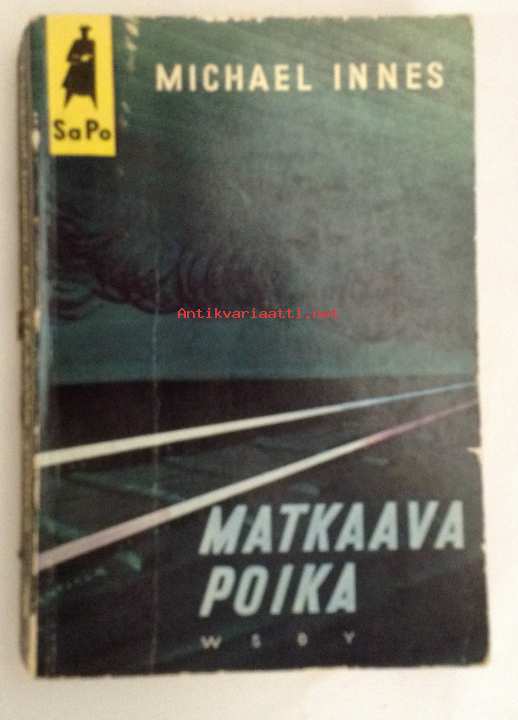 MICHAEL INNES
SaPo
Antikvariaatti.net
MATKAAVA
POIKA
WSOY